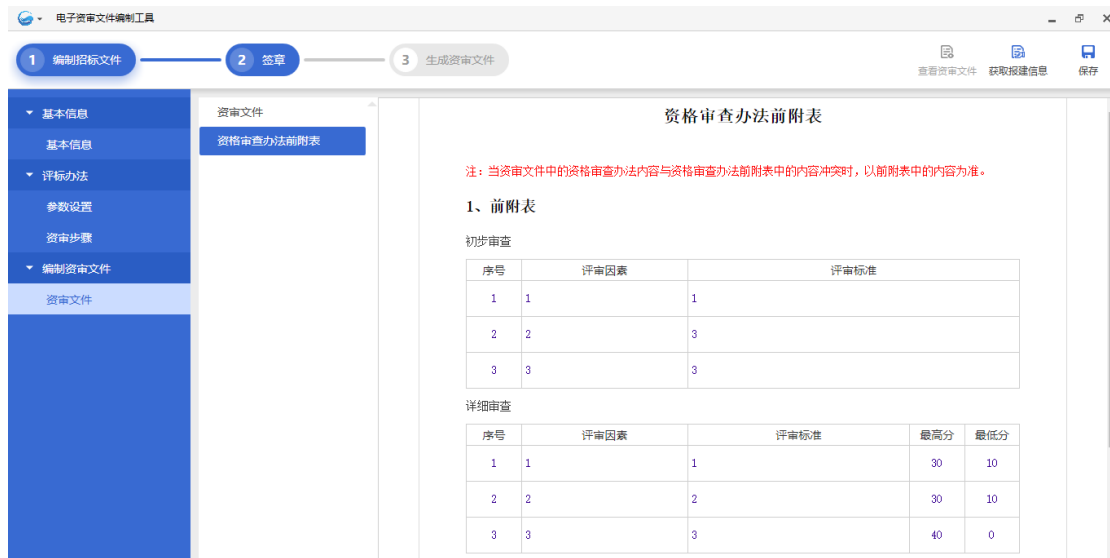 电子资审文件编制工具
1 编制招标文件 2 签章 3 生成资审文件 查看资审文件 获取报建信息 保存
基本信息
基本信息
评标办法
参数设置
资审步骤
编制资审文件
资审文件
资审文件
资格审查办法前附表
资格审查办法前附表
注：当资审文件中的资格审查办法内容与资格审查办法前附表中的内容冲突时，以前附表中的内容为准。
1、前附表
初步审查
序号 评审因素 评审标准
1 1 1
2 2 3
3 3 3
详细审查
序号 评审因素 评审标准 最高分 最低分
1 1 1 30 10
2 2 2 30 10
3 3 3 40 0